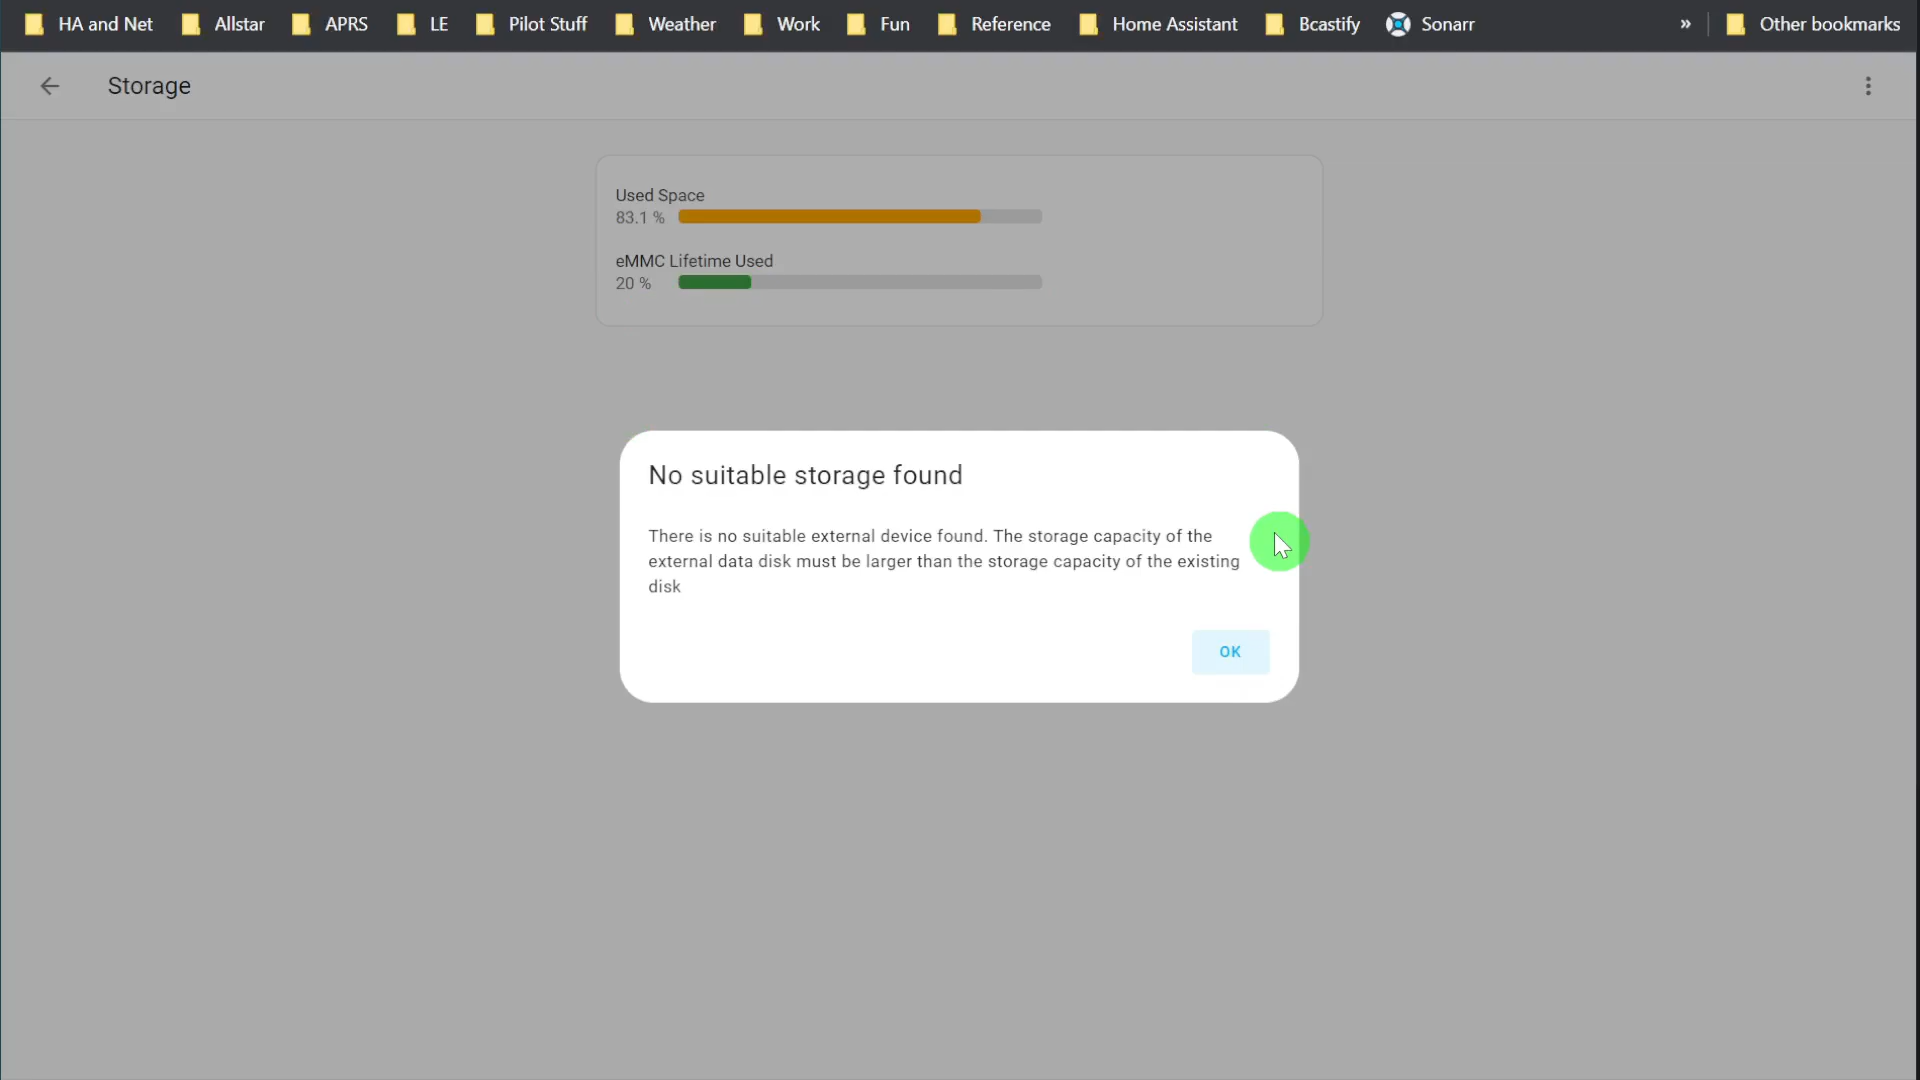 HA and Net Allstar APRS LE Pilot Stuff Weather Work Fun Reference Home Assistant Bcastify Sonarr » Other bookmarks
Storage
Used Space
83.1 %
eMMC Lifetime Used
20 %
No suitable storage found
There is no suitable external device found. The storage capacity of the
external data disk must be larger than the storage capacity of the existing
disk
OK